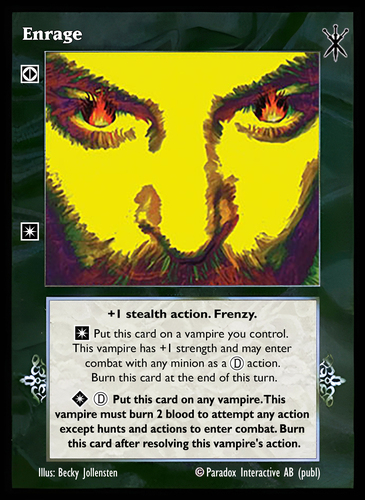 Enrage
+1 stealth action. Frenzy.
Put this card on a vampire you control.
This vampire has +1 strength and may enter
combat with any minion as a Ⓓ action.
Burn this card at the end of this turn.
Ⓓ Put this card on any vampire. This
vampire must burn 2 blood to attempt any action
except hunts and actions to enter combat. Burn
this card after resolving this vampire's action.
Illus: Becky Jollensten © Paradox Interactive AB (publ)